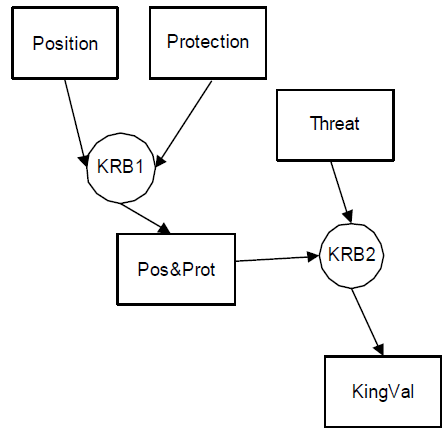 Position
Protection
Threat
KRB1
Pos&Prot
KRB2
KingVal